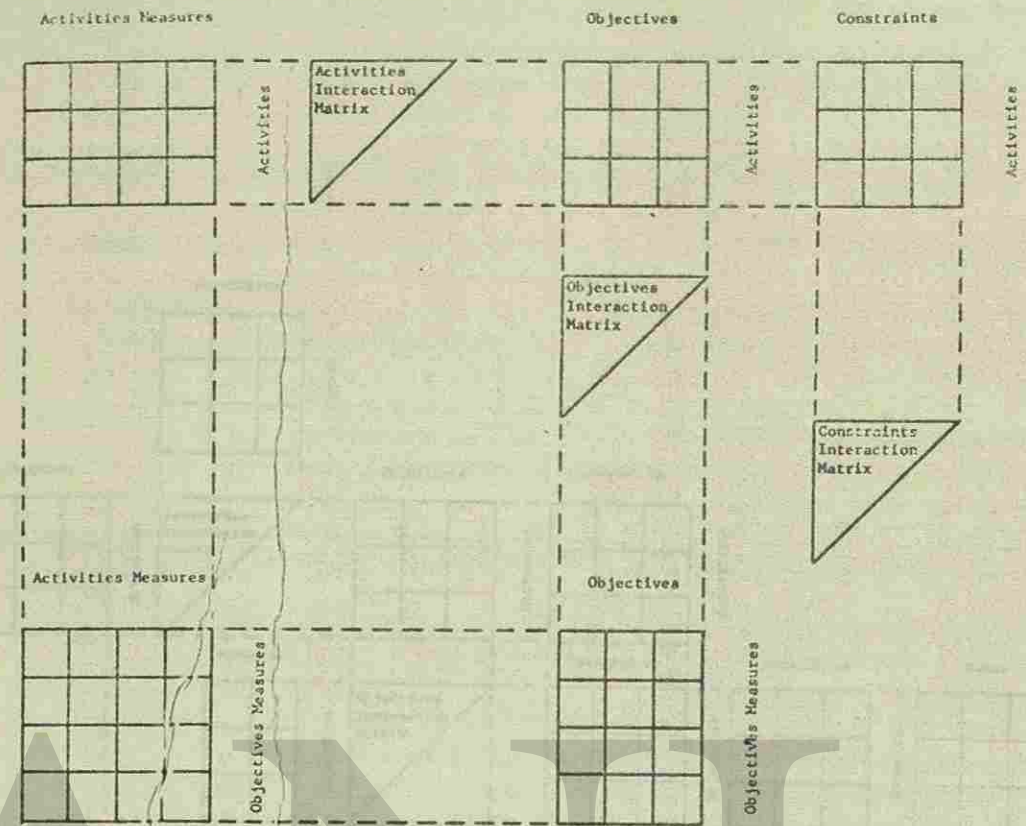 Activities Measures
Objectives
Constraints
Activities
Activities
Interaction
Matrix
Activities
Activities
Objectives
Interaction
Matrix
Constraints
Interaction
Matrix
Activities Measures
Objectives
Objectives Measures
Objectives Measures